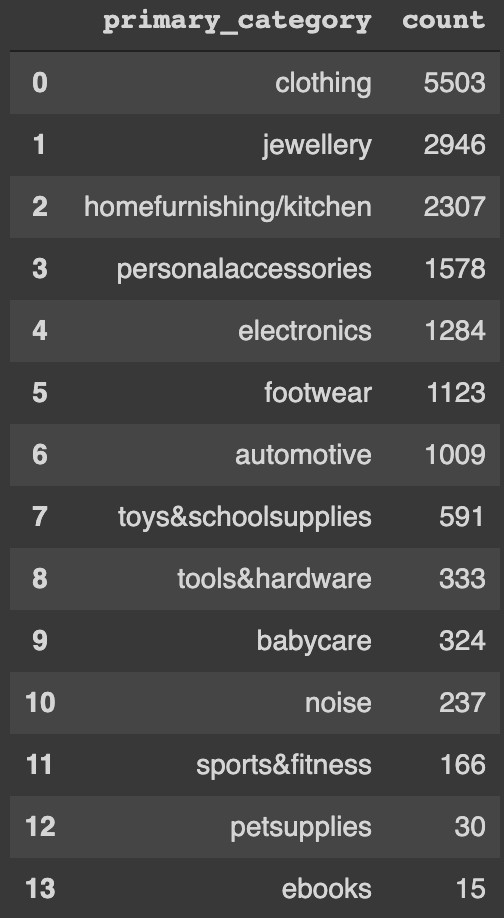 primary_category count
0 clothing 5503
1 jewellery 2946
2 homefurnishing/kitchen 2307
3 personalaccessories 1578
4 electronics 1284
5 footwear 1123
6 automotive 1009
7 toys&schoolsupplies 591
8 tools&hardware 333
9 babycare 324
10 noise 237
11 sports&fitness 166
12 petsupplies 30
13 ebooks 15